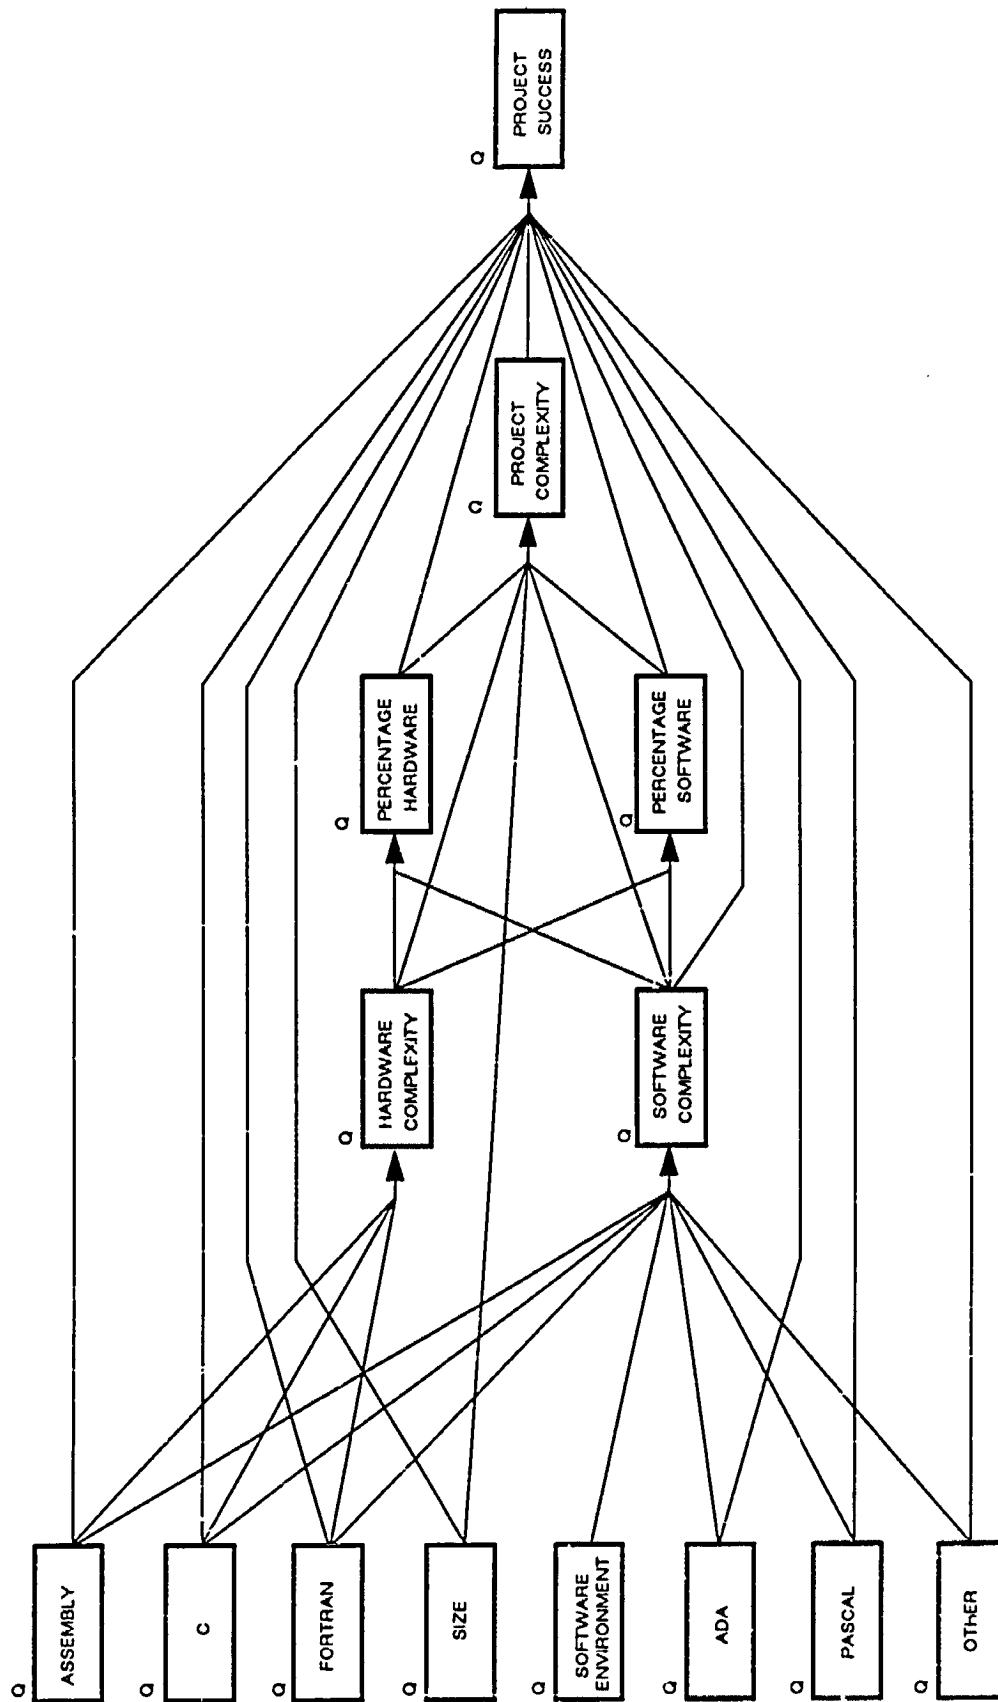 Q
ASSEMBLY
Q
C
Q
FORTRAN
Q
SIZE
Q
SOFTWARE
ENVIRONMENT
Q
ADA
Q
PASCAL
Q
OTHER
Q
HARDWARE
COMPLEXITY
Q
SOFTWARE
COMPLEXITY
Q
PERCENTAGE
HARDWARE
Q
PERCENTAGE
SOFTWARE
Q
PROJECT
COMPLEXITY
Q
PROJECT
SUCCESS